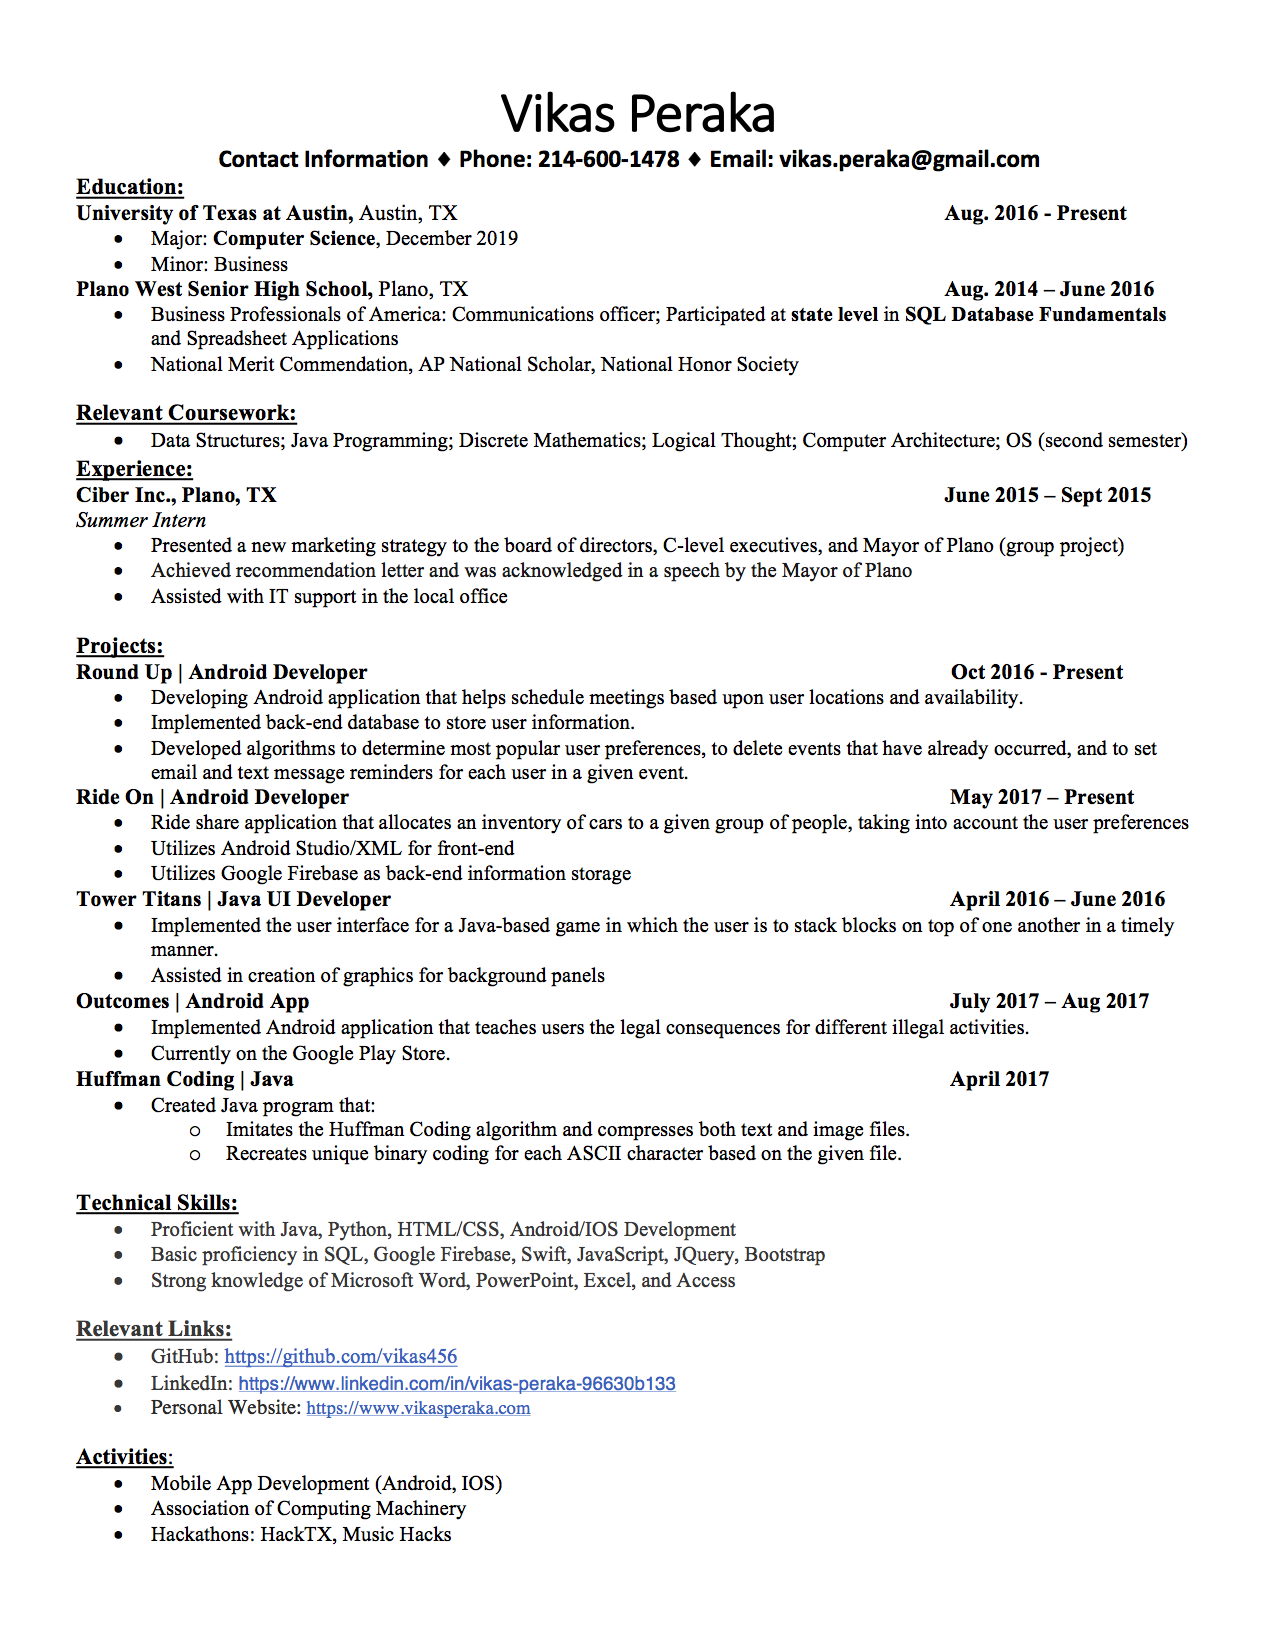 Vikas Peraka
Contact Information ♦ Phone: 214-600-1478 ♦ Email: vikas.peraka@gmail.com
Education:
University of Texas at Austin, Austin, TX Aug. 2016 - Present
• Major: Computer Science, December 2019
• Minor: Business
Plano West Senior High School, Plano, TX Aug. 2014 – June 2016
• Business Professionals of America: Communications officer; Participated at state level in SQL Database Fundamentals
and Spreadsheet Applications
• National Merit Commendation, AP National Scholar, National Honor Society
Relevant Coursework:
• Data Structures; Java Programming; Discrete Mathematics; Logical Thought; Computer Architecture; OS (second semester)
Experience:
Ciber Inc., Plano, TX June 2015 – Sept 2015
Summer Intern
• Presented a new marketing strategy to the board of directors, C-level executives, and Mayor of Plano (group project)
• Achieved recommendation letter and was acknowledged in a speech by the Mayor of Plano
• Assisted with IT support in the local office
Projects:
Round Up | Android Developer Oct 2016 - Present
• Developing Android application that helps schedule meetings based upon user locations and availability.
• Implemented back-end database to store user information.
• Developed algorithms to determine most popular user preferences, to delete events that have already occurred, and to set
email and text message reminders for each user in a given event.
Ride On | Android Developer May 2017 – Present
• Ride share application that allocates an inventory of cars to a given group of people, taking into account the user preferences
• Utilizes Android Studio/XML for front-end
• Utilizes Google Firebase as back-end information storage
Tower Titans | Java UI Developer April 2016 – June 2016
• Implemented the user interface for a Java-based game in which the user is to stack blocks on top of one another in a timely
manner.
• Assisted in creation of graphics for background panels
Outcomes | Android App July 2017 – Aug 2017
• Implemented Android application that teaches users the legal consequences for different illegal activities.
• Currently on the Google Play Store.
Huffman Coding | Java April 2017
• Created Java program that:
o Imitates the Huffman Coding algorithm and compresses both text and image files.
o Recreates unique binary coding for each ASCII character based on the given file.
Technical Skills:
• Proficient with Java, Python, HTML/CSS, Android/IOS Development
• Basic proficiency in SQL, Google Firebase, Swift, JavaScript, JQuery, Bootstrap
• Strong knowledge of Microsoft Word, PowerPoint, Excel, and Access
Relevant Links:
• GitHub: https://github.com/vikas456
• LinkedIn: https://www.linkedin.com/in/vikas-peraka-96630b133
• Personal Website: https://www.vikasperaka.com
Activities:
• Mobile App Development (Android, IOS)
• Association of Computing Machinery
• Hackathons: HackTX, Music Hacks